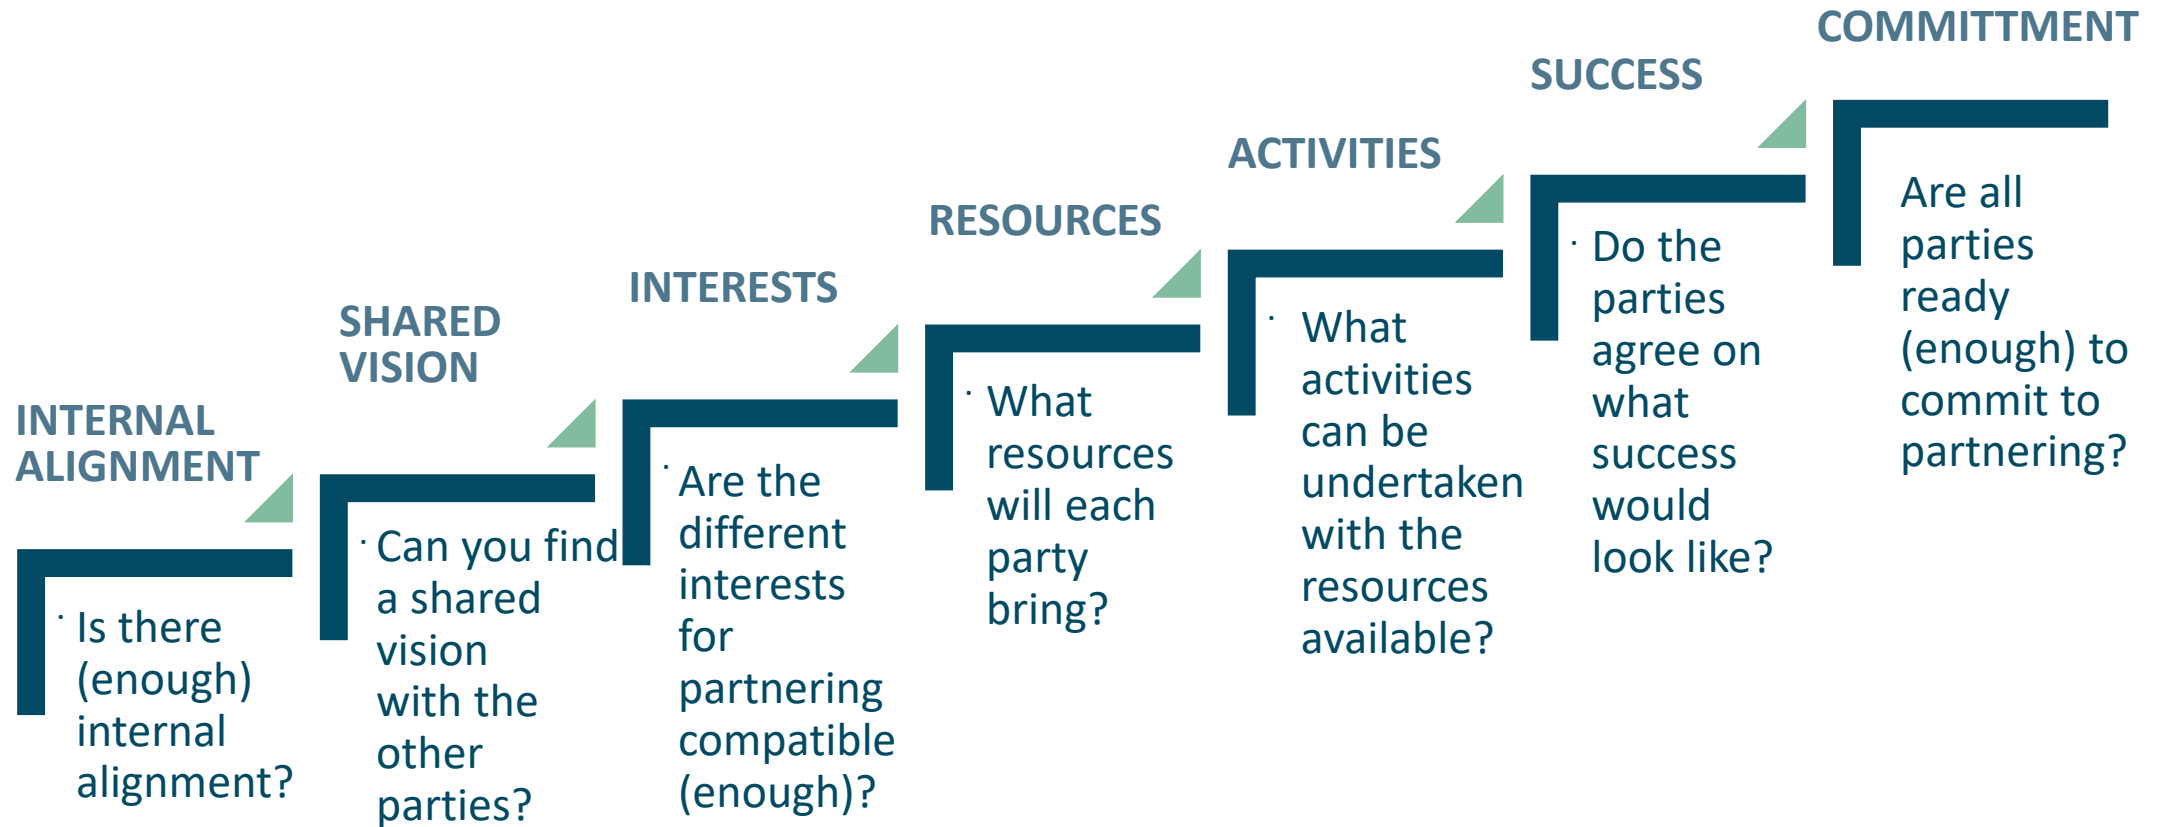 INTERNAL
ALIGNMENT
· Is there
(enough)
internal
alignment?
SHARED
VISION
· Can you find
a shared
vision
with the
other
parties?
INTERESTS
· Are the
different
interests
for
partnering
compatible
(enough)?
RESOURCES
· What
resources
will each
party
bring?
ACTIVITIES
· What
activities
can be
undertaken
with the
resources
available?
SUCCESS
· Do the
parties
agree on
what
success
would
look like?
COMMITTMENT
Are all
parties
ready
(enough) to
commit to
partnering?